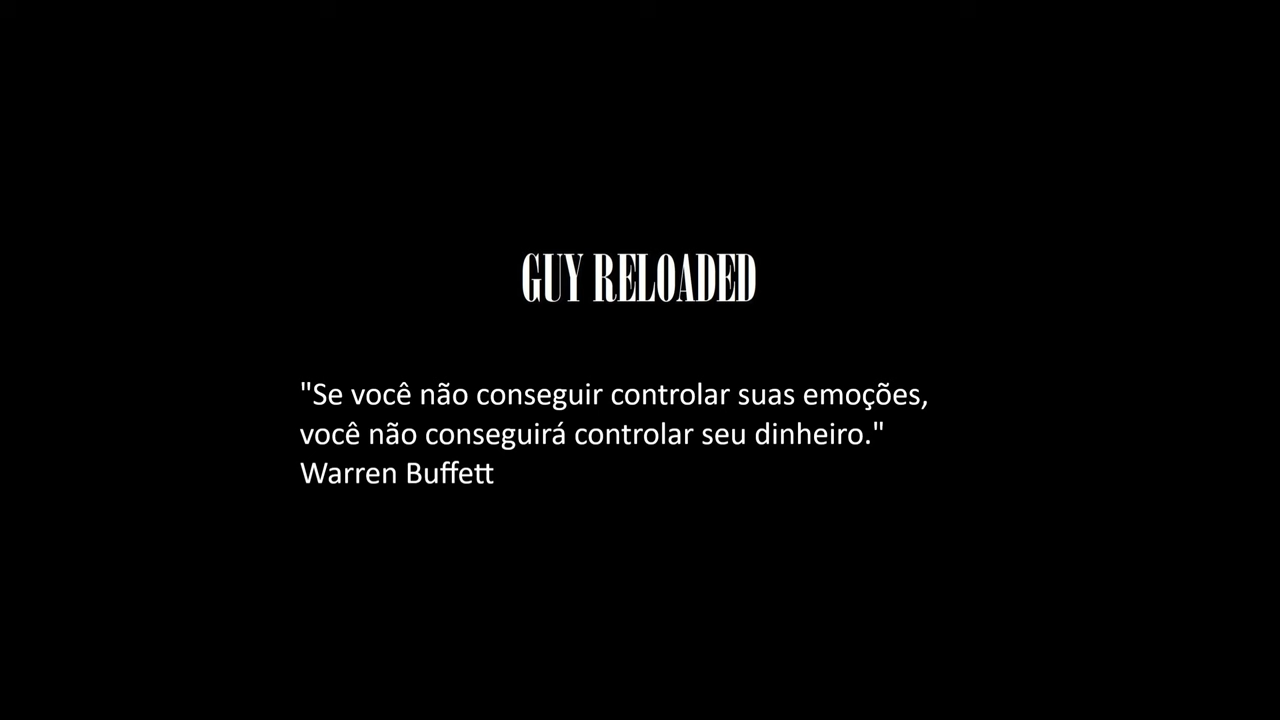 GUY RELOADED
"Se você não conseguir controlar suas emoções,
você não conseguirá controlar seu dinheiro."
Warren Buffett